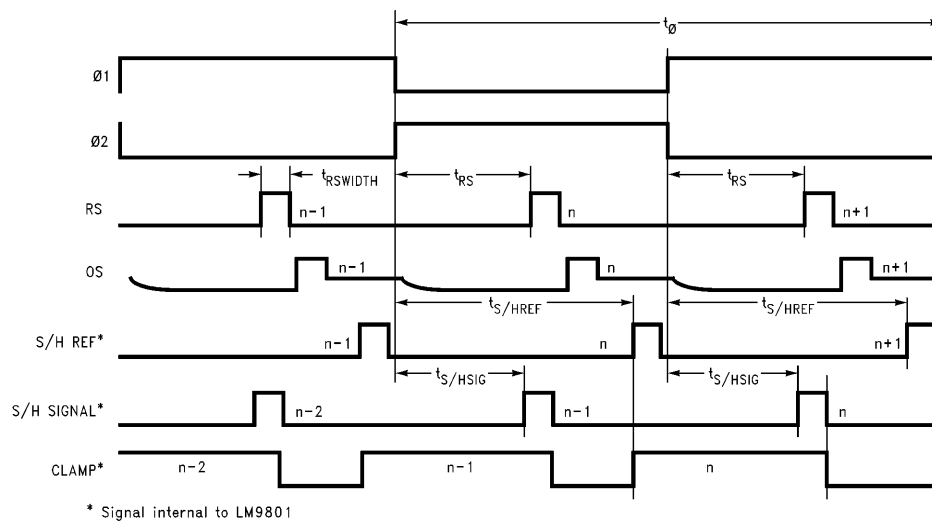 tø
Ø1
Ø2
tRSWIDTH tRS tRS
RS n-1 n n+1
OS n-1 n n+1
tS/HREF tS/HREF
S/H REF* n-1 n n+1
tS/HSIG tS/HSIG
S/H SIGNAL* n-2 n-1 n
CLAMP* n-2 n-1 n
* Signal internal to LM9801